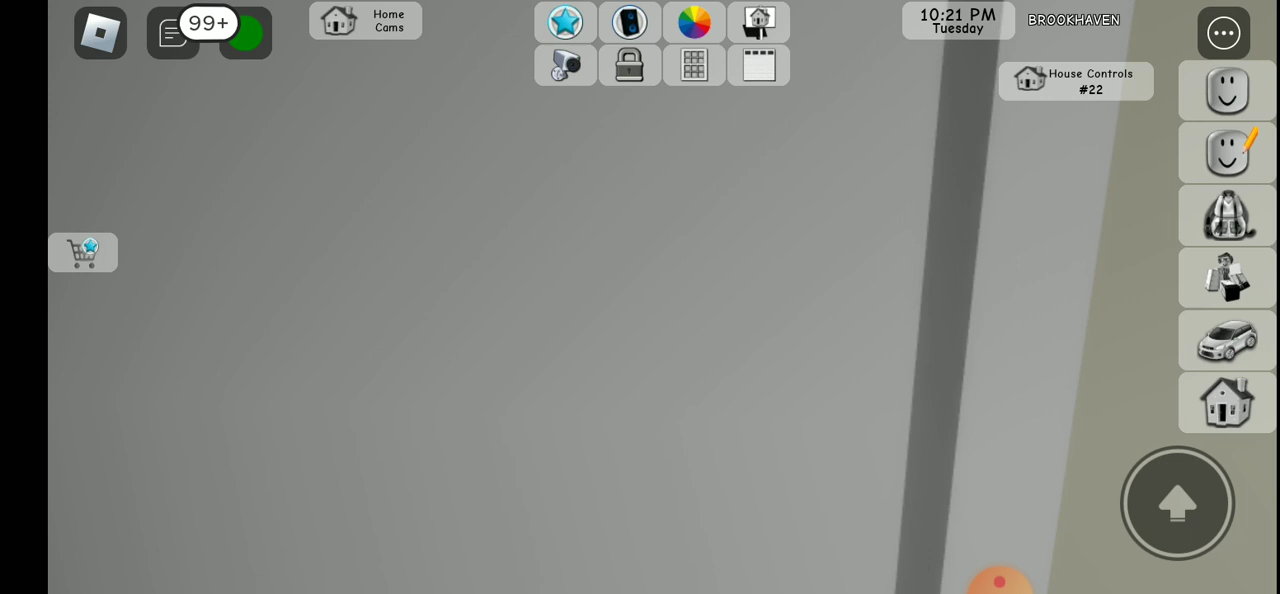 99+
Home
Cams
10:21 PM
Tuesday
BROOKHAVEN
House Controls
#22